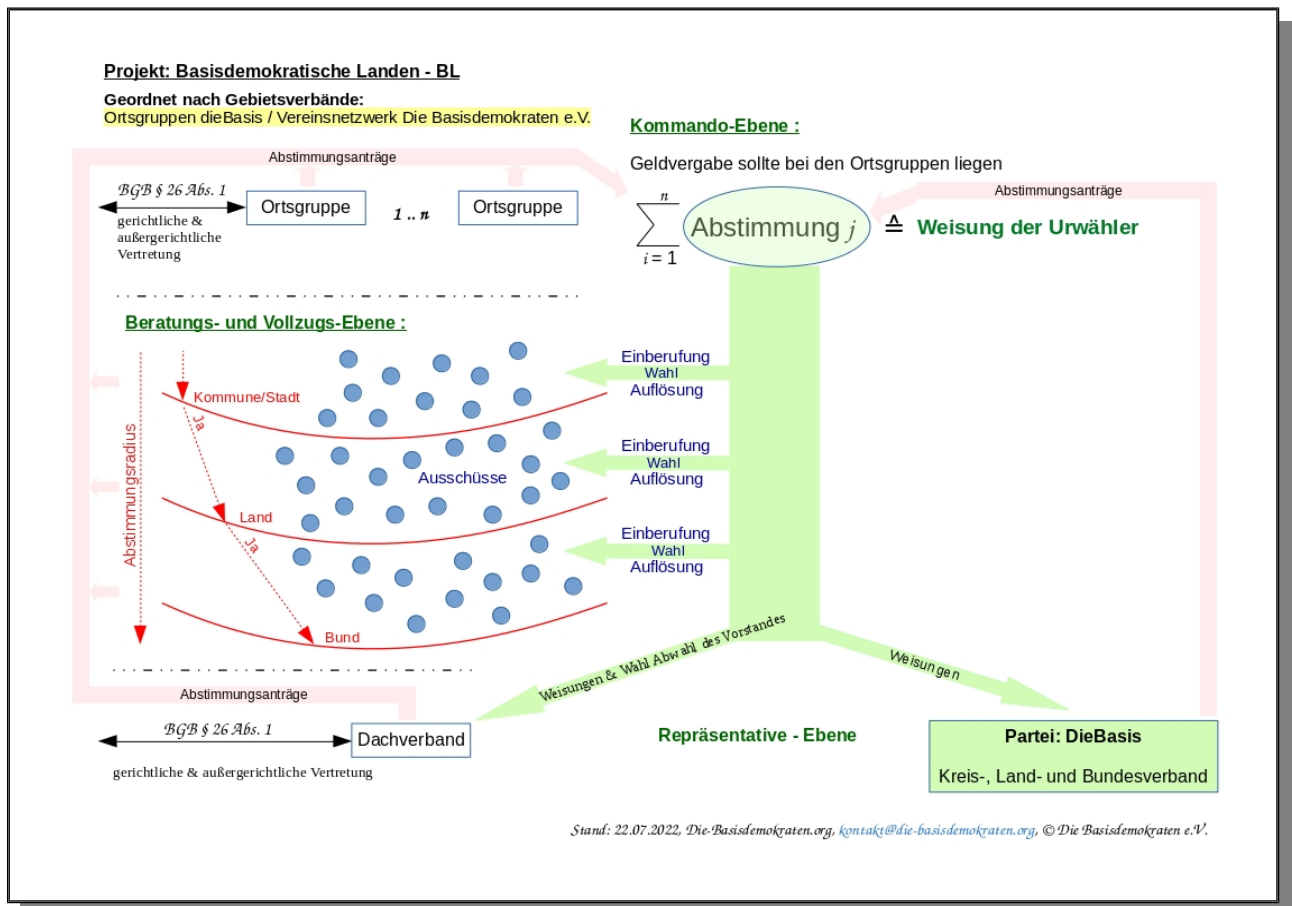 Projekt: Basisdemokratische Landen - BL
Geordnet nach Gebietsverbände:
Ortsgruppen dieBasis / Vereinsnetzwerk Die Basisdemokraten e.V.
Kommando-Ebene :
Geldvergabe sollte bei den Ortsgruppen liegen
Abstimmungsanträge
Abstimmungsanträge
BGB § 26 Abs. 1
gerichtliche &
außergerichtliche
Vertretung
Ortsgruppe
1 .. n
Ortsgruppe
n
∑
i = 1
Abstimmung j
≙ Weisung der Urwähler
Beratungs- und Vollzugs-Ebene :
Abstimmungsradius
Kommune/Stadt
Ja
Ausschüsse
Land
Ja
Bund
Einberufung
Wahl
Auflösung
Einberufung
Wahl
Auflösung
Einberufung
Wahl
Auflösung
Weisungen & Wahl Abwahl des Vorstandes
Weisungen
Abstimmungsanträge
BGB § 26 Abs. 1
Dachverband
gerichtliche & außergerichtliche Vertretung
Repräsentative - Ebene
Partei: DieBasis
Kreis-, Land- und Bundesverband
Stand: 22.07.2022, Die-Basisdemokraten.org, kontakt@die-basisdemokraten.org, © Die Basisdemokraten e.V.